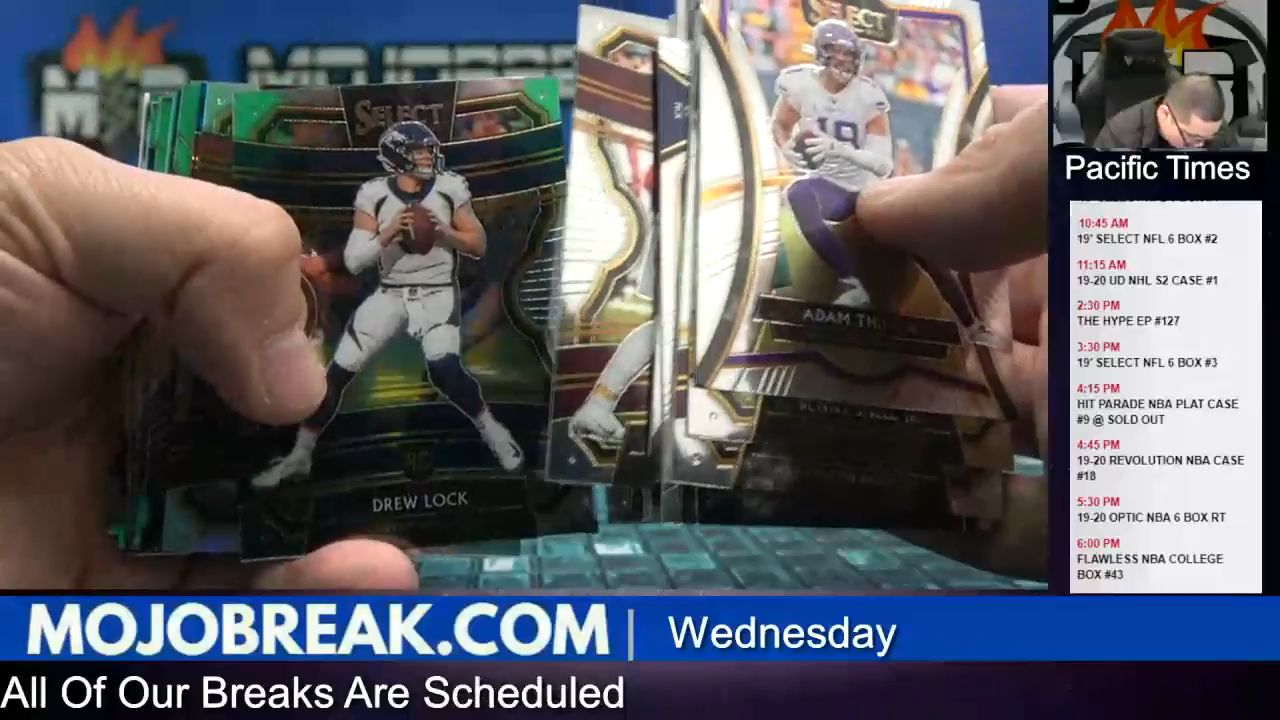 SELECT
SELECT
19
ADAM TH
DREW LOCK
Pacific Times
10:45 AM
19' SELECT NFL 6 BOX #2
11:15 AM
19-20 UD NHL S2 CASE #1
2:30 PM
THE HYPE EP #127
3:30 PM
19' SELECT NFL 6 BOX #3
4:15 PM
HIT PARADE NBA PLAT CASE
#9 @ SOLD OUT
4:45 PM
19-20 REVOLUTION NBA CASE
#18
5:30 PM
19-20 OPTIC NBA 6 BOX RT
6:00 PM
FLAWLESS NBA COLLEGE
BOX #43
MOJOBREAK.COM | Wednesday
All Of Our Breaks Are Scheduled